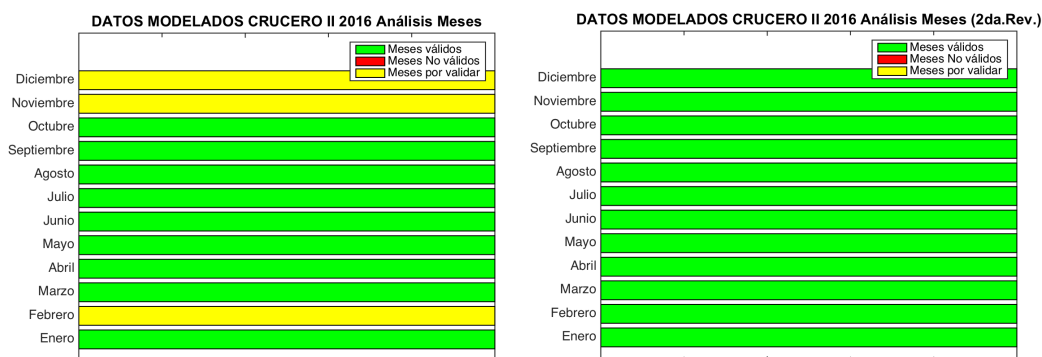 DATOS MODELADOS CRUCERO II 2016 Análisis Meses
Meses válidos
Meses No válidos
Meses por validar
Diciembre
Noviembre
Octubre
Septiembre
Agosto
Julio
Junio
Mayo
Abril
Marzo
Febrero
Enero
DATOS MODELADOS CRUCERO II 2016 Análisis Meses (2da.Rev.)
Meses válidos
Meses No válidos
Meses por validar
Diciembre
Noviembre
Octubre
Septiembre
Agosto
Julio
Junio
Mayo
Abril
Marzo
Febrero
Enero